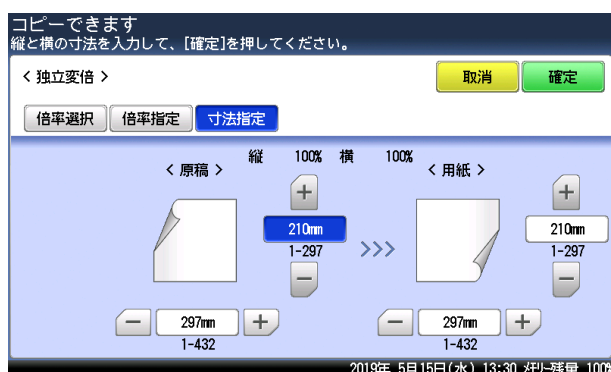 コピーできます
縦と横の寸法を入力して、[確定]を押してください。
< 独立変倍 >
取消
確定
倍率選択
倍率指定
寸法指定
縦 100% 横 100%
< 原稿 >
< 用紙 >
+
+
210mm
210mm
1-297
>>>
1-297
−
−
− 297mm +
− 297mm +
1-432
1-432
2019年 5月15日(水) 13:30 メモリー残量 100%